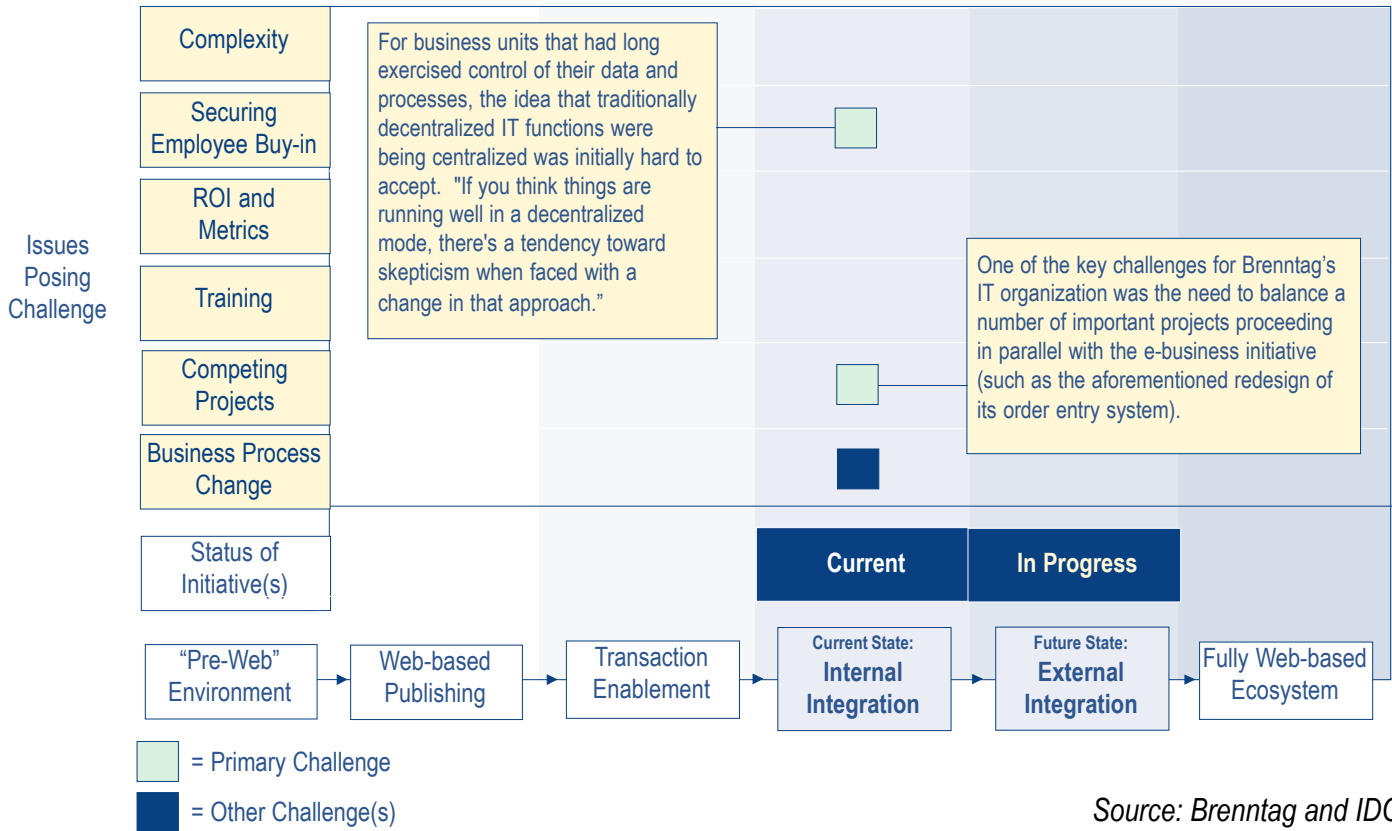 Complexity
For business units that had long
exercised control of their data and
processes, the idea that traditionally
decentralized IT functions were
being centralized was initially hard to
accept.  "If you think things are
running well in a decentralized
mode, there's a tendency toward
skepticism when faced with a
change in that approach.”
Securing
Employee Buy-in
ROI and
Metrics
Issues
Posing
Challenge
Training
One of the key challenges for Brenntag’s
IT organization was the need to balance a
number of important projects proceeding
in parallel with the e-business initiative
(such as the aforementioned redesign of
its order entry system).
Competing
Projects
Business Process
Change
Status of
Initiative(s)
Current
In Progress
“Pre-Web”
Environment
Web-based
Publishing
Transaction
Enablement
Current State:
Internal
Integration
Future State:
External
Integration
Fully Web-based
Ecosystem
= Primary Challenge
= Other Challenge(s)
Source: Brenntag and IDC